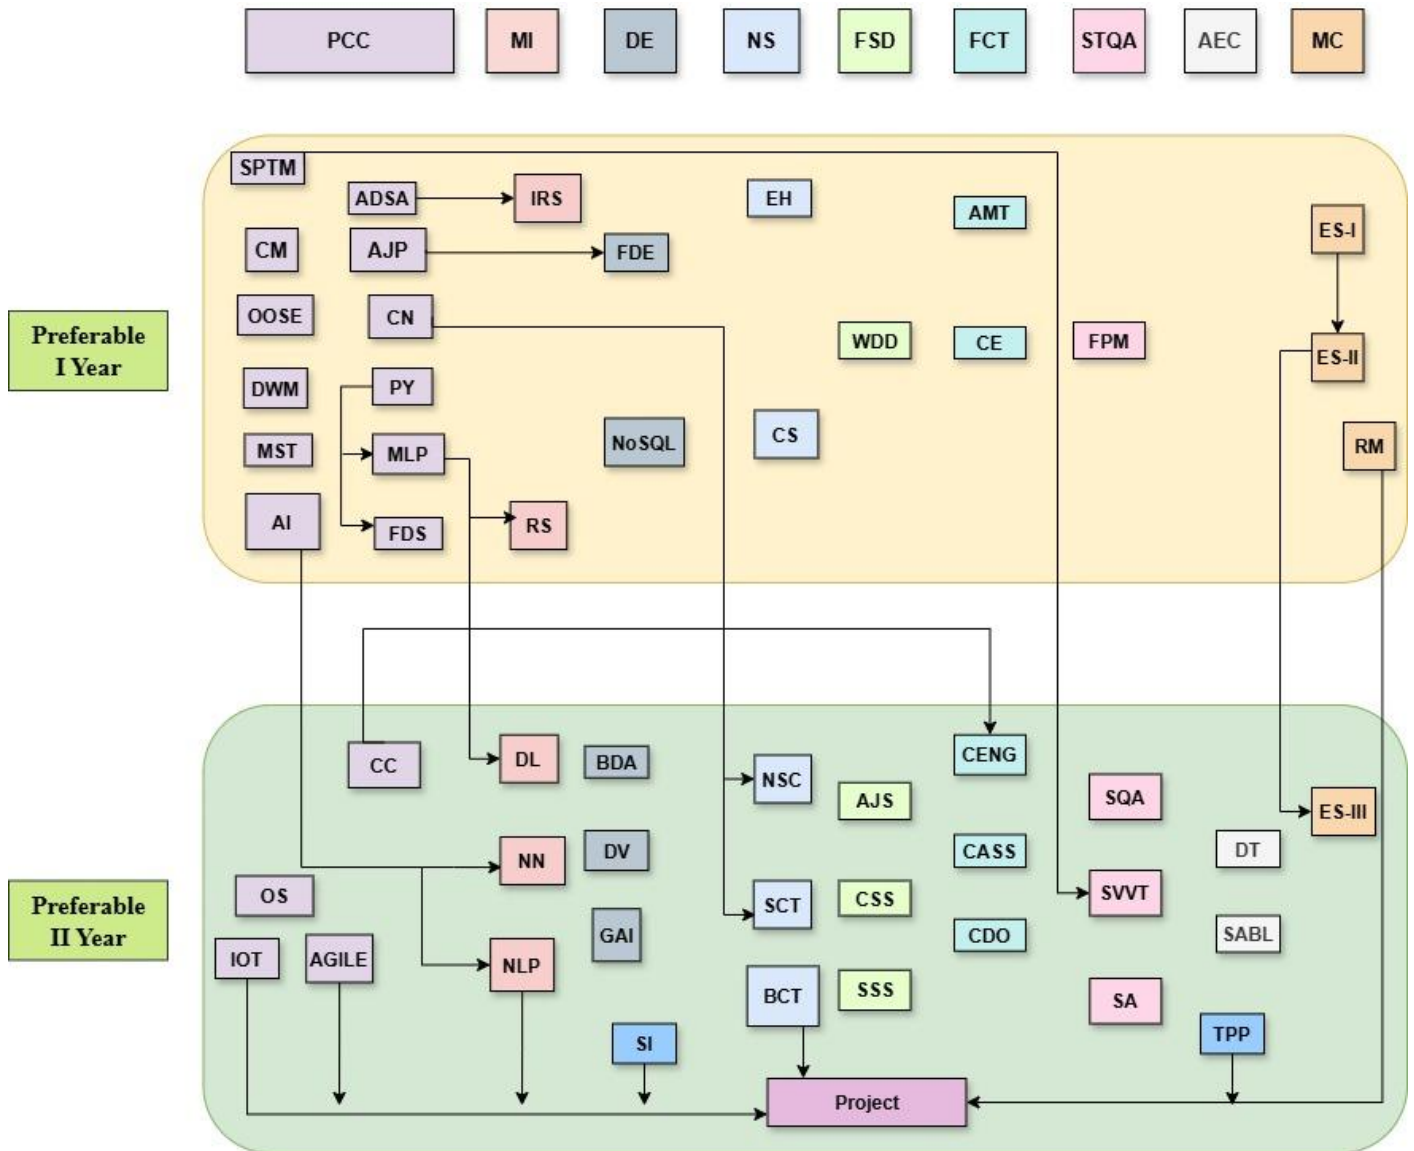 PCC MI DE NS FSD FCT STQA AEC MC
SPTM
ADSA IRS EH AMT
ES-I
CM AJP FDE
OOSE CN
Preferable
I Year
WDD CE FPM ES-II
DWM PY
MST MLP NoSQL CS RM
AI FDS RS
CC DL BDA NSC CENG
AJS SQA ES-III
NN DV CASS DT
Preferable
II Year
OS SCT CSS SVVT
IOT AGILE NLP GAI CDO SABL
BCT SSS SA
SI TPP
Project